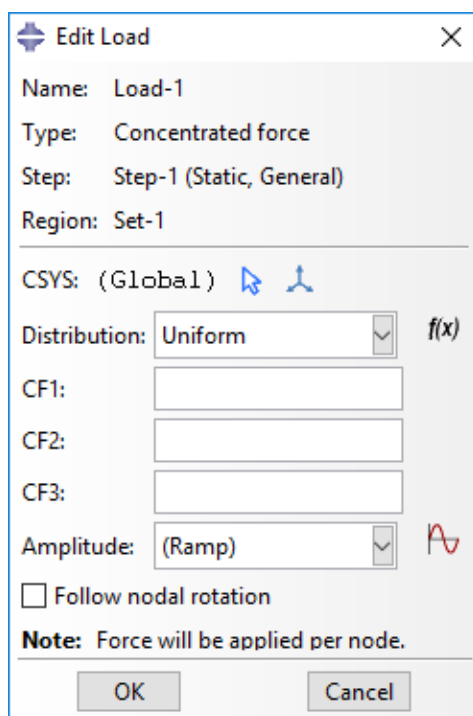 Edit Load
Name: Load-1
Type: Concentrated force
Step: Step-1 (Static, General)
Region: Set-1
CSYS: (Global)
Distribution: Uniform f(x)
CF1:
CF2:
CF3:
Amplitude: (Ramp)
Follow nodal rotation
Note: Force will be applied per node.
OK Cancel